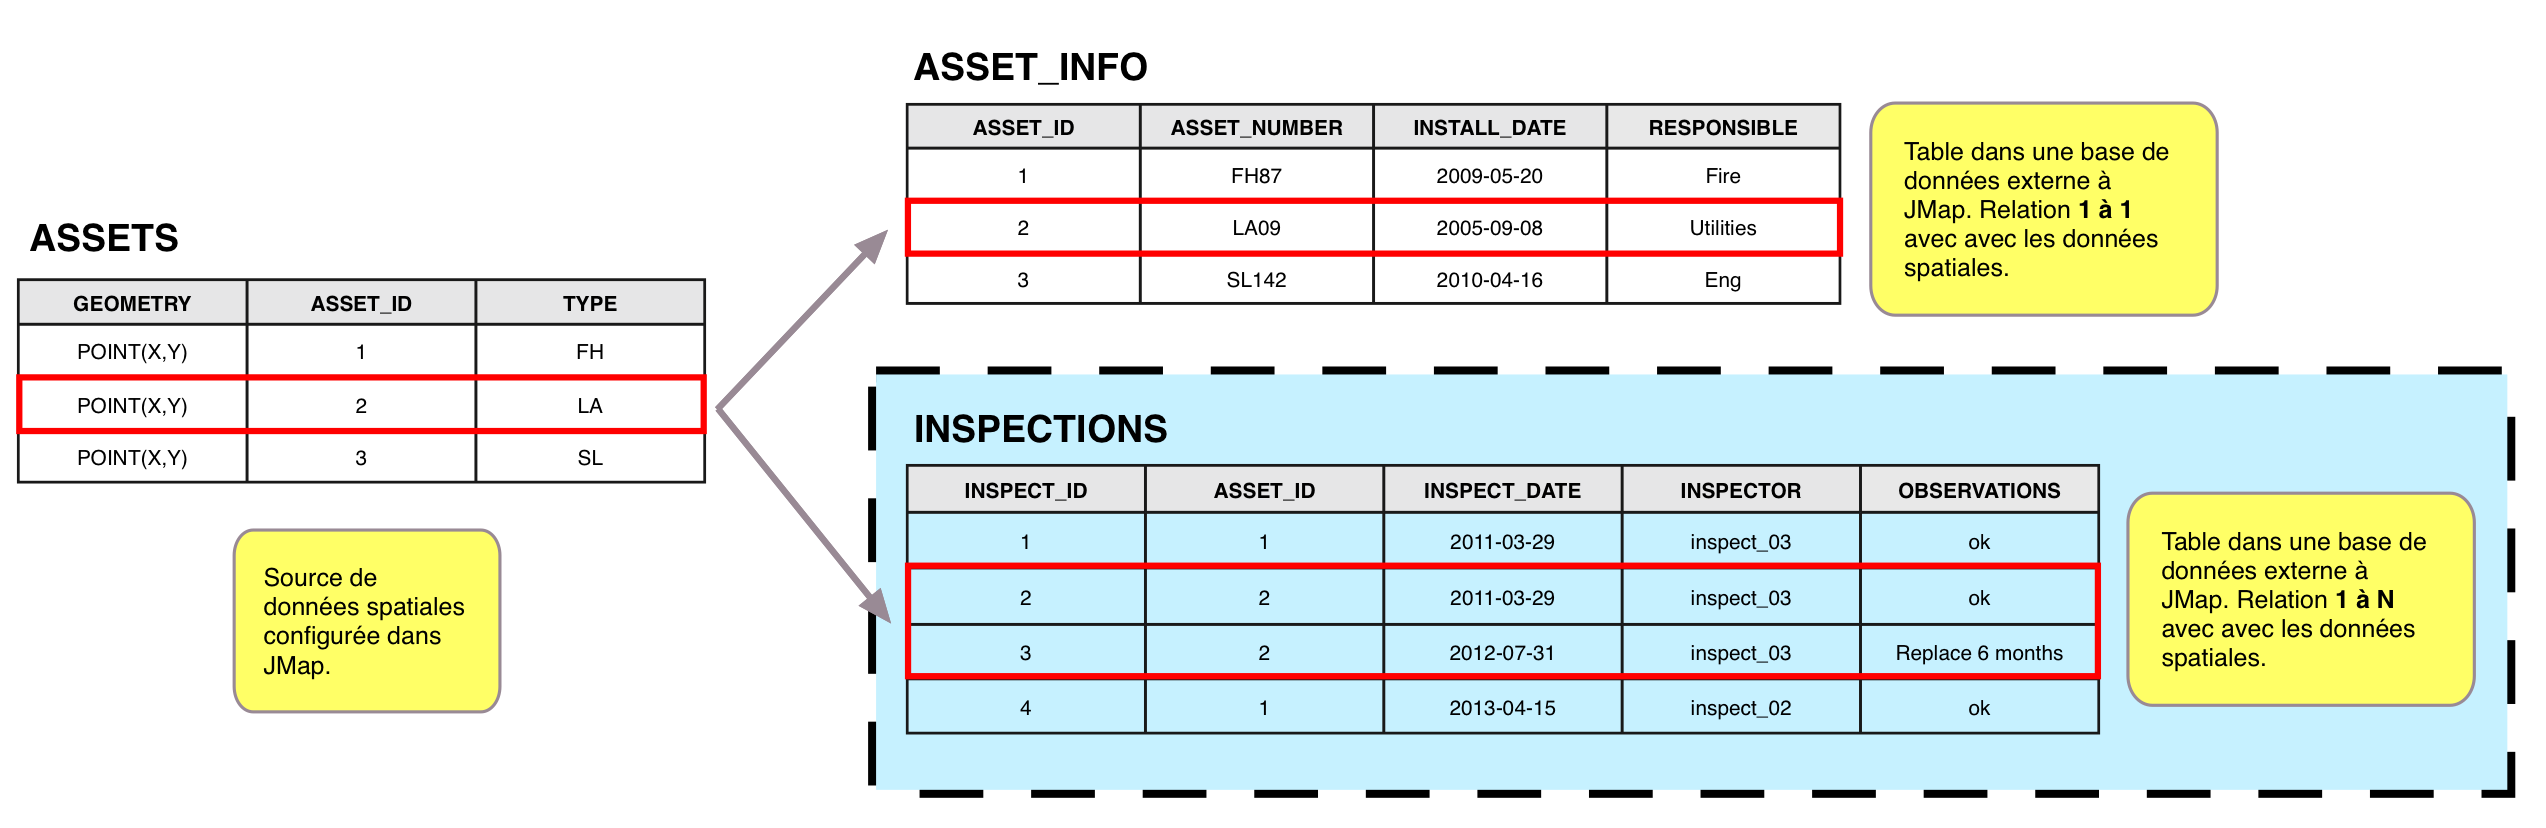 ASSETS
GEOMETRY ASSET_ID TYPE
POINT(X,Y) 1 FH
POINT(X,Y) 2 LA
POINT(X,Y) 3 SL
Source de
données spatiales
configurée dans
JMap.
ASSET_INFO
ASSET_ID ASSET_NUMBER INSTALL_DATE RESPONSIBLE
1 FH87 2009-05-20 Fire
2 LA09 2005-09-08 Utilities
3 SL142 2010-04-16 Eng
Table dans une base de
données externe à
JMap. Relation 1 à 1
avec avec les données
spatiales.
INSPECTIONS
INSPECT_ID ASSET_ID INSPECT_DATE INSPECTOR OBSERVATIONS
1 1 2011-03-29 inspect_03 ok
2 2 2011-03-29 inspect_03 ok
3 2 2012-07-31 inspect_03 Replace 6 months
4 1 2013-04-15 inspect_02 ok
Table dans une base de
données externe à
JMap. Relation 1 à N
avec avec les données
spatiales.